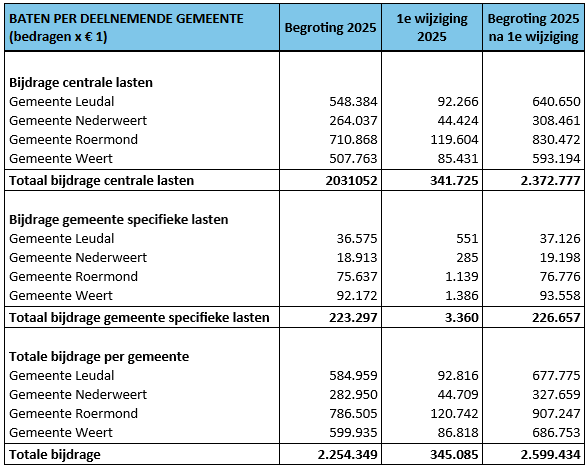 BATEN PER DEELNEMENDE GEMEENTE (bedragen x € 1) Begroting 2025 1e wijziging 2025 Begroting 2025 na 1e wijziging
Bijdrage centrale lasten
Gemeente Leudal 548.384 92.266 640.650
Gemeente Nederweert 264.037 44.424 308.461
Gemeente Roermond 710.868 119.604 830.472
Gemeente Weert 507.763 85.431 593.194
Totaal bijdrage centrale lasten 2031052 341.725 2.372.777
Bijdrage gemeente specifieke lasten
Gemeente Leudal 36.575 551 37.126
Gemeente Nederweert 18.913 285 19.198
Gemeente Roermond 75.637 1.139 76.776
Gemeente Weert 92.172 1.386 93.558
Totaal bijdrage gemeente specifieke lasten 223.297 3.360 226.657
Totale bijdrage per gemeente
Gemeente Leudal 584.959 92.816 677.775
Gemeente Nederweert 282.950 44.709 327.659
Gemeente Roermond 786.505 120.742 907.247
Gemeente Weert 599.935 86.818 686.753
Totale bijdrage 2.254.349 345.085 2.599.434